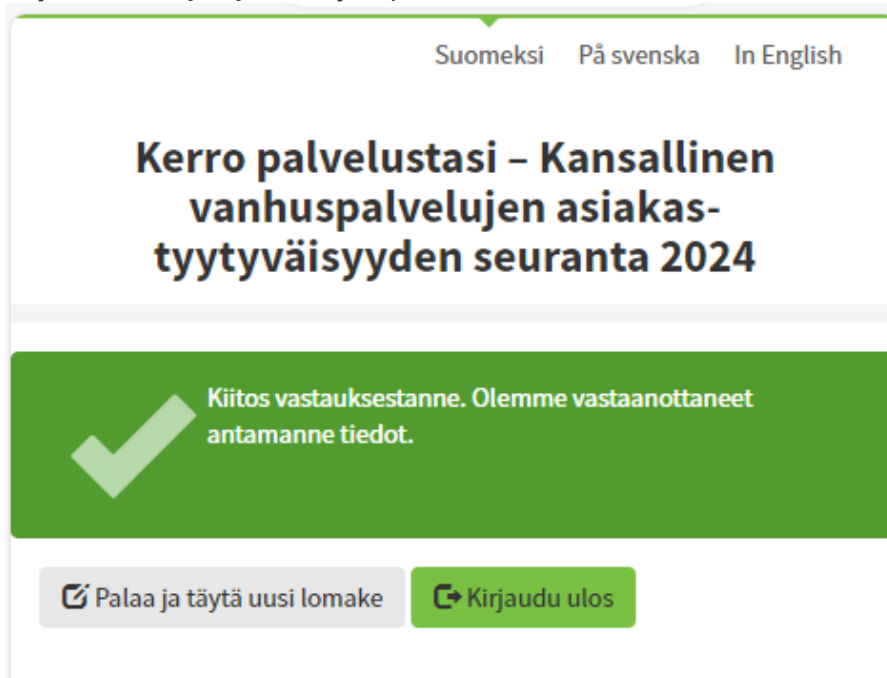 Suomeksi På svenska In English
Kerro palvelustasi – Kansallinen
vanhuspalvelujen asiakas-
tyytyväisyyden seuranta 2024
Kiitos vastauksestanne. Olemme vastaanottaneet
antamanne tiedot.
Palaa ja täytä uusi lomake Kirjaudu ulos